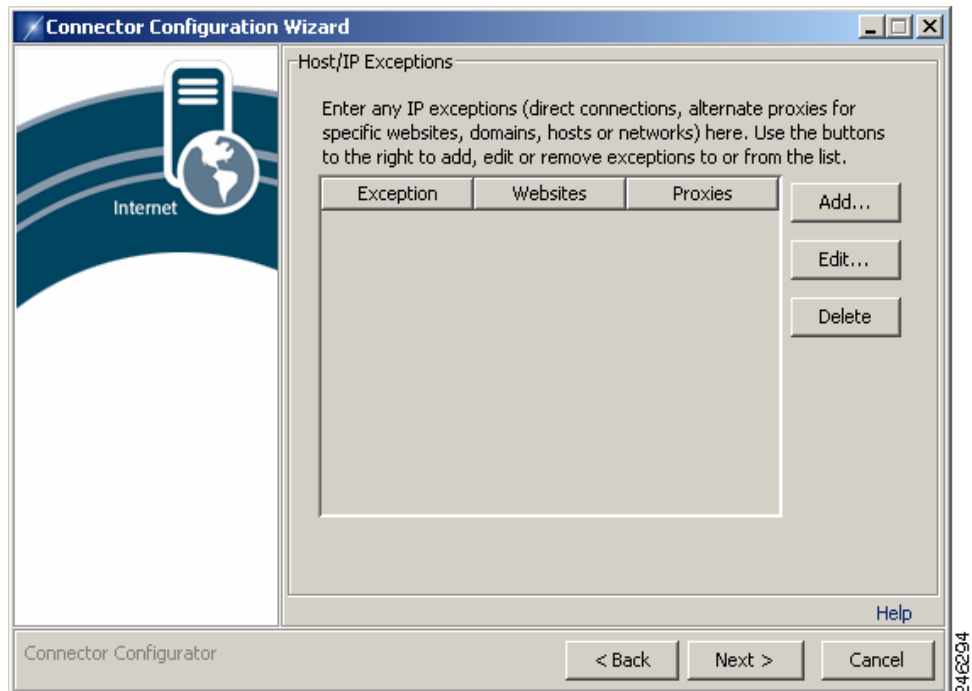 Connector Configuration Wizard
Internet
Host/IP Exceptions
Enter any IP exceptions (direct connections, alternate proxies for
specific websites, domains, hosts or networks) here. Use the buttons
to the right to add, edit or remove exceptions to or from the list.
Exception Websites Proxies
Add...
Edit...
Delete
Help
Connector Configurator
< Back Next > Cancel
246294